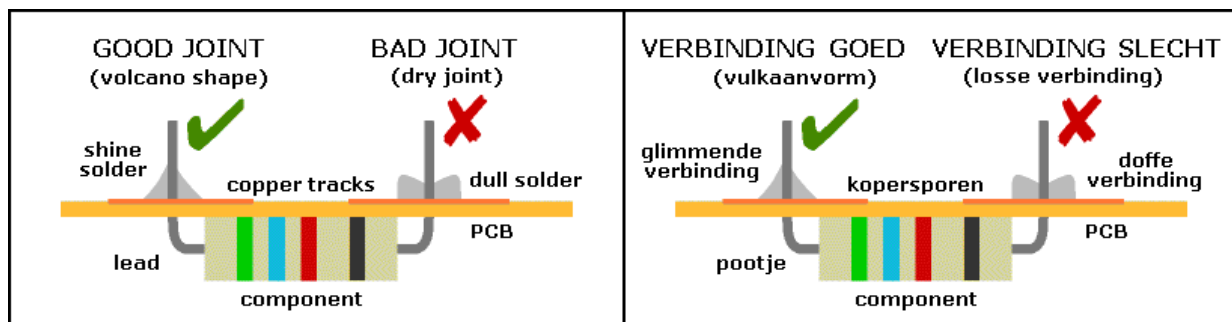 GOOD JOINT
(volcano shape)
BAD JOINT
(dry joint)
shine
solder
copper tracks
dull solder
lead
PCB
component
VERBINDING GOED
(vulkaanvorm)
VERBINDING SLECHT
(losse verbinding)
glimmende
verbinding
kopersporen
doffe
verbinding
pootje
PCB
component